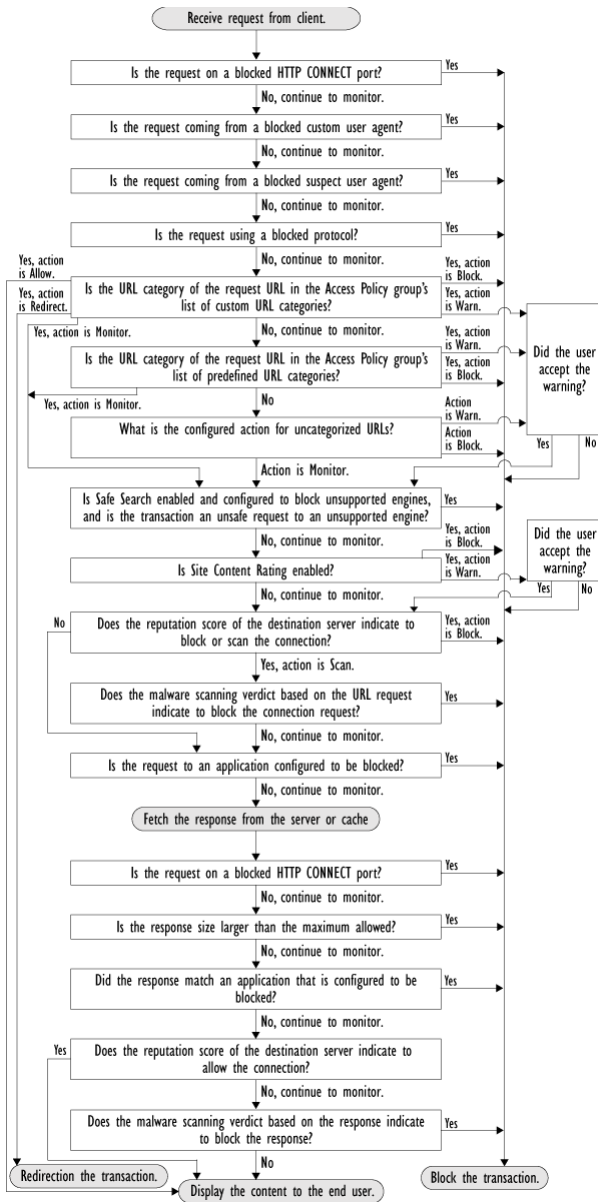 Receive request from client.
Is the request on a blocked HTTP CONNECT port?
Yes
No, continue to monitor.
Is the request coming from a blocked custom user agent?
Yes
No, continue to monitor.
Is the request coming from a blocked suspect user agent?
Yes
No, continue to monitor.
Is the request using a blocked protocol?
Yes
No, continue to monitor.
Yes, action
is Allow.
Yes, action
is Redirect.
Is the URL category of the request URL in the Access Policy group's
list of custom URL categories?
Yes, action
is Block.
Yes, action
is Warn.
Yes, action is Monitor.
No, continue to monitor.
Is the URL category of the request URL in the Access Policy group's
list of predefined URL categories?
Yes, action
is Warn.
Yes, action
is Block.
Did the user
accept the
warning?
Yes, action is Monitor.
No
What is the configured action for uncategorized URLs?
Action
is Warn.
Action
is Block.
Yes
No
Action is Monitor.
Is Safe Search enabled and configured to block unsupported engines,
and is the transaction an unsafe request to an unsupported engine?
Yes
No, continue to monitor.
Yes, action
is Block.
Is Site Content Rating enabled?
Yes, action
is Warn.
Did the user
accept the
warning?
Yes
No
No, continue to monitor.
No
Does the reputation score of the destination server indicate to
block or scan the connection?
Yes, action
is Block.
Yes, action is Scan.
Does the malware scanning verdict based on the URL request
indicate to block the connection request?
Yes
No, continue to monitor.
Is the request to an application configured to be blocked?
Yes
No, continue to monitor.
Fetch the response from the server or cache
Is the request on a blocked HTTP CONNECT port?
Yes
No, continue to monitor.
Is the response size larger than the maximum allowed?
Yes
No, continue to monitor.
Did the response match an application that is configured to be
blocked?
Yes
No, continue to monitor.
Yes
Does the reputation score of the destination server indicate to
allow the connection?
No, continue to monitor.
Does the malware scanning verdict based on the response indicate
to block the response?
Yes
No
Redirection the transaction.
Display the content to the end user.
Block the transaction.